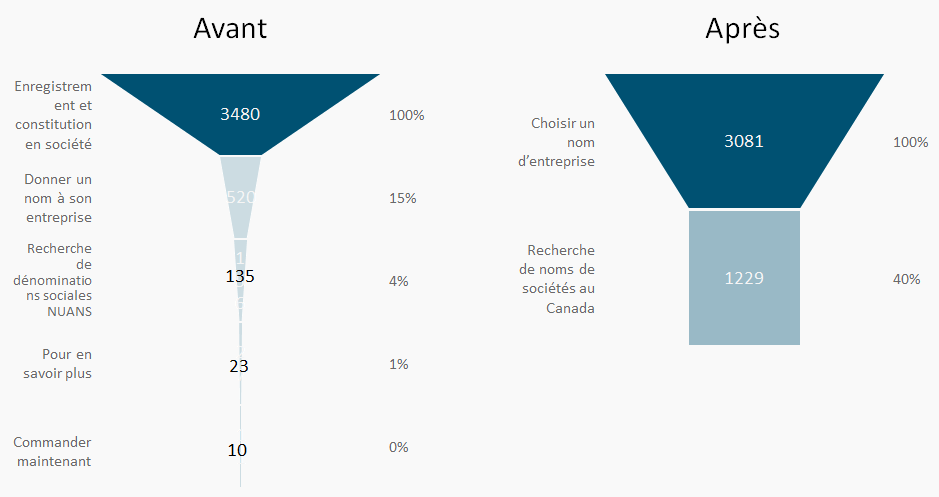 Avant
Enregistrem
ent et
constitution
en société
3480
100%
Donner un
nom à son
entreprise
520
15%
Recherche
de
dénominatio
ns sociales
NUANS
135
4%
Pour en
savoir plus
23
1%
Commander
maintenant
10
0%
Après
Choisir un
nom
d’entreprise
3081
100%
Recherche
de noms de
sociétés au
Canada
1229
40%